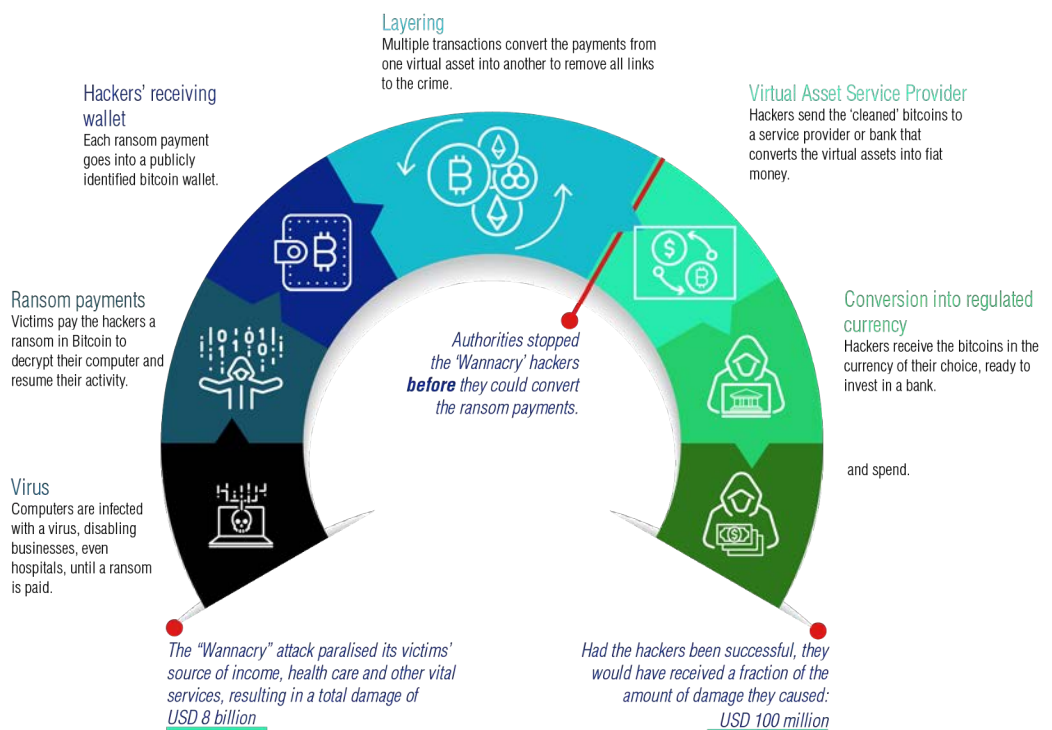 Layering
Multiple transactions convert the payments from
one virtual asset into another to remove all links
to the crime.
Hackers' receiving
wallet
Each ransom payment
goes into a publicly
identified bitcoin wallet.
Virtual Asset Service Provider
Hackers send the 'cleaned' bitcoins to
a service provider or bank that
converts the virtual assets into fiat
money.
Ransom payments
Victims pay the hackers a
ransom in Bitcoin to
decrypt their computer and
resume their activity.
Conversion into regulated
currency
Hackers receive the bitcoins in the
currency of their choice, ready to
invest in a bank.
Authorities stopped
the 'Wannacry' hackers
before they could convert
the ransom payments.
Virus
Computers are infected
with a virus, disabling
businesses, even
hospitals, until a ransom
is paid.
and spend.
The "Wannacry" attack paralised its victims'
source of income, health care and other vital
services, resulting in a total damage of
USD 8 billion
Had the hackers been successful, they
would have received a fraction of the
amount of damage they caused:
USD 100 million